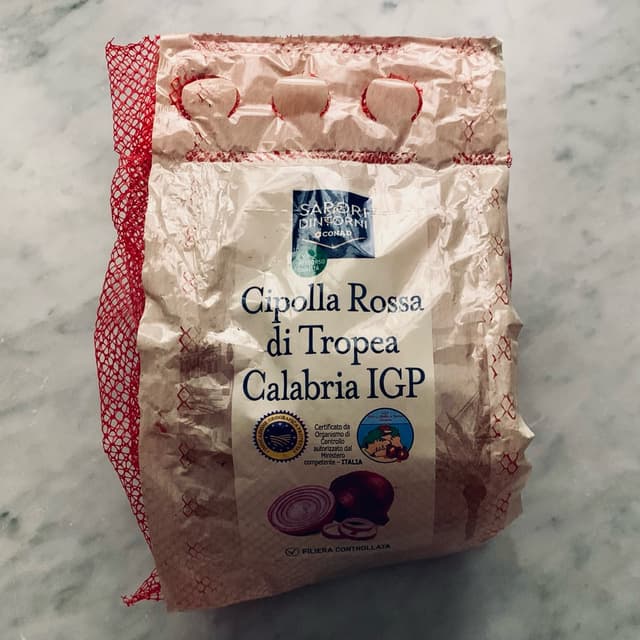 SAPORI
DINTORNI
CONAD
Cipolla Rossa
di Tropea
Calabria IGP
Certificato da
Organismo di
Controllo
autorizzato dal
Ministero
competente - ITALIA
FILIERA CONTROLLATA